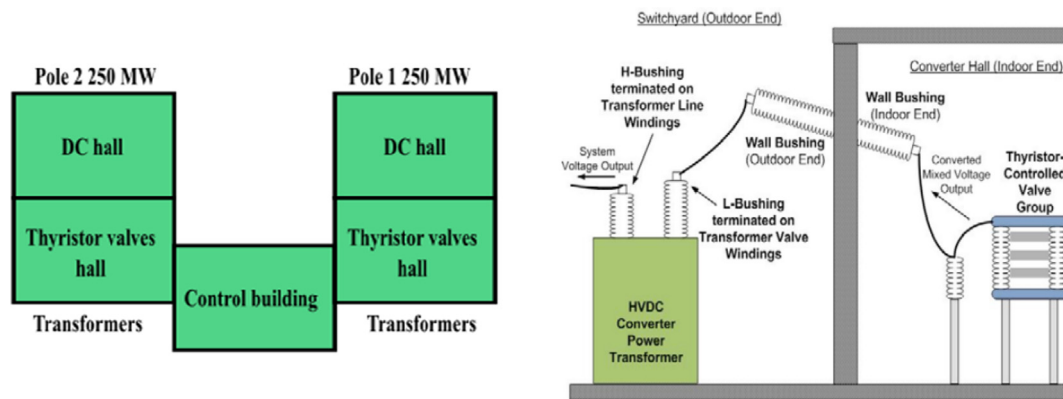 Pole 2 250 MW
Pole 1 250 MW
DC hall
DC hall
Thyristor valves
hall
Thyristor valves
hall
Control building
Transformers
Transformers
Switchyard (Outdoor End)
H-Bushing
terminated on
Transformer Line
Windings
System
Voltage Output
Wall Bushing
(Outdoor End)
L-Bushing
terminated on
Transformer Valve
Windings
HVDC
Converter
Power
Transformer
Converter Hall (Indoor End)
Wall Bushing
(Indoor End)
Converted
Mixed Voltage
Output
Thyristor-
Controlled
Valve
Group